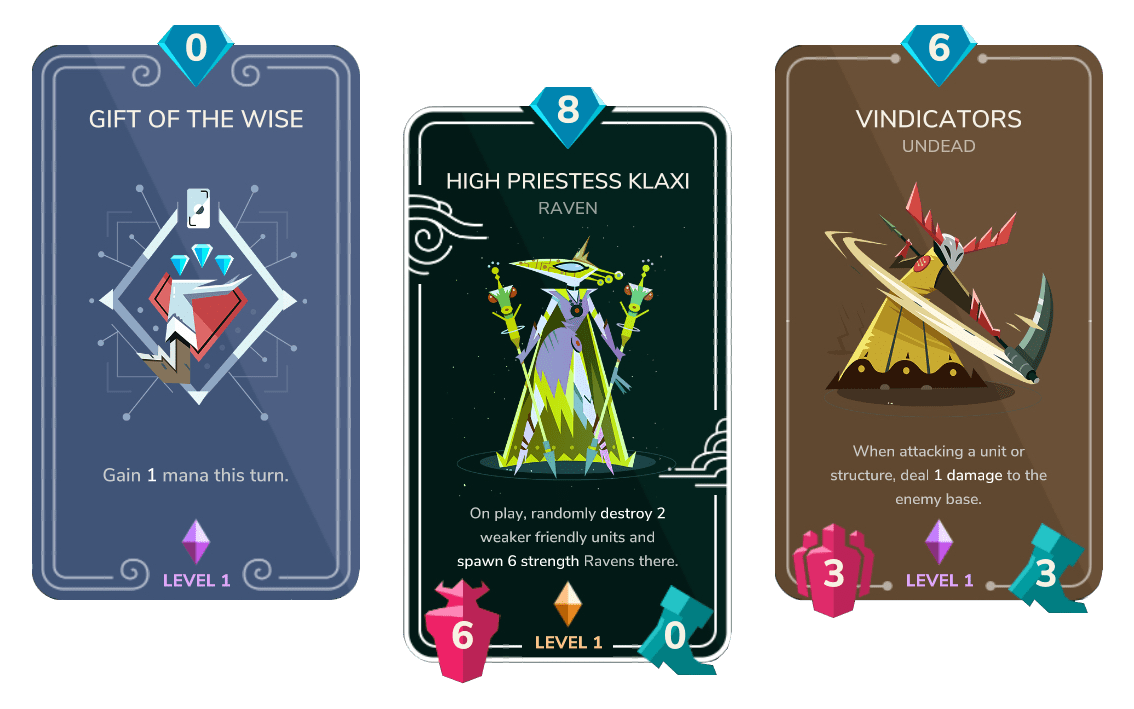 0
GIFT OF THE WISE
Gain 1 mana this turn.
LEVEL 1
8
HIGH PRIESTESS KLAXI
RAVEN
On play, randomly destroy 2
weaker friendly units and
spawn 6 strength Ravens there.
6
LEVEL 1
0
6
VINDICATORS
UNDEAD
When attacking a unit or
structure, deal 1 damage to the
enemy base.
3
LEVEL 1
3